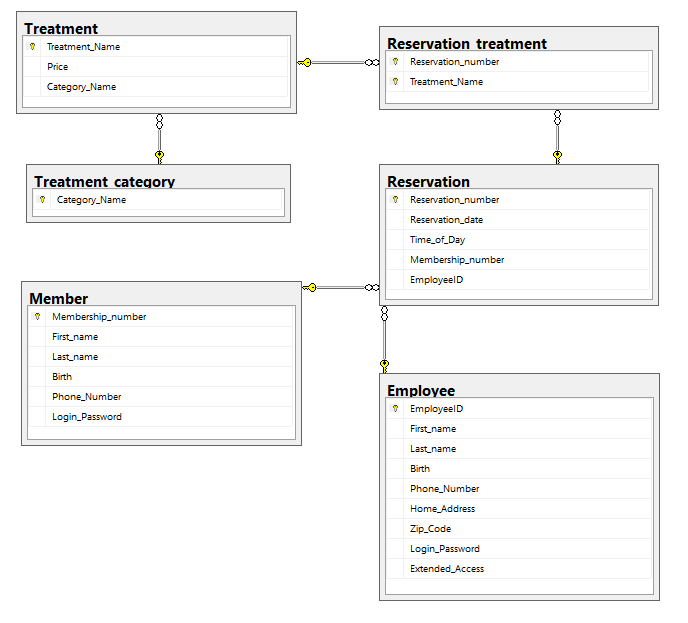 Treatment
Treatment_Name
Price
Category_Name
Reservation_treatment
Reservation_number
Treatment_Name
Treatment_category
Category_Name
Reservation
Reservation_number
Reservation_date
Time_of_Day
Membership_number
EmployeeID
Member
Membership_number
First_name
Last_name
Birth
Phone_Number
Login_Password
Employee
EmployeeID
First_name
Last_name
Birth
Phone_Number
Home_Address
Zip_Code
Login_Password
Extended_Access